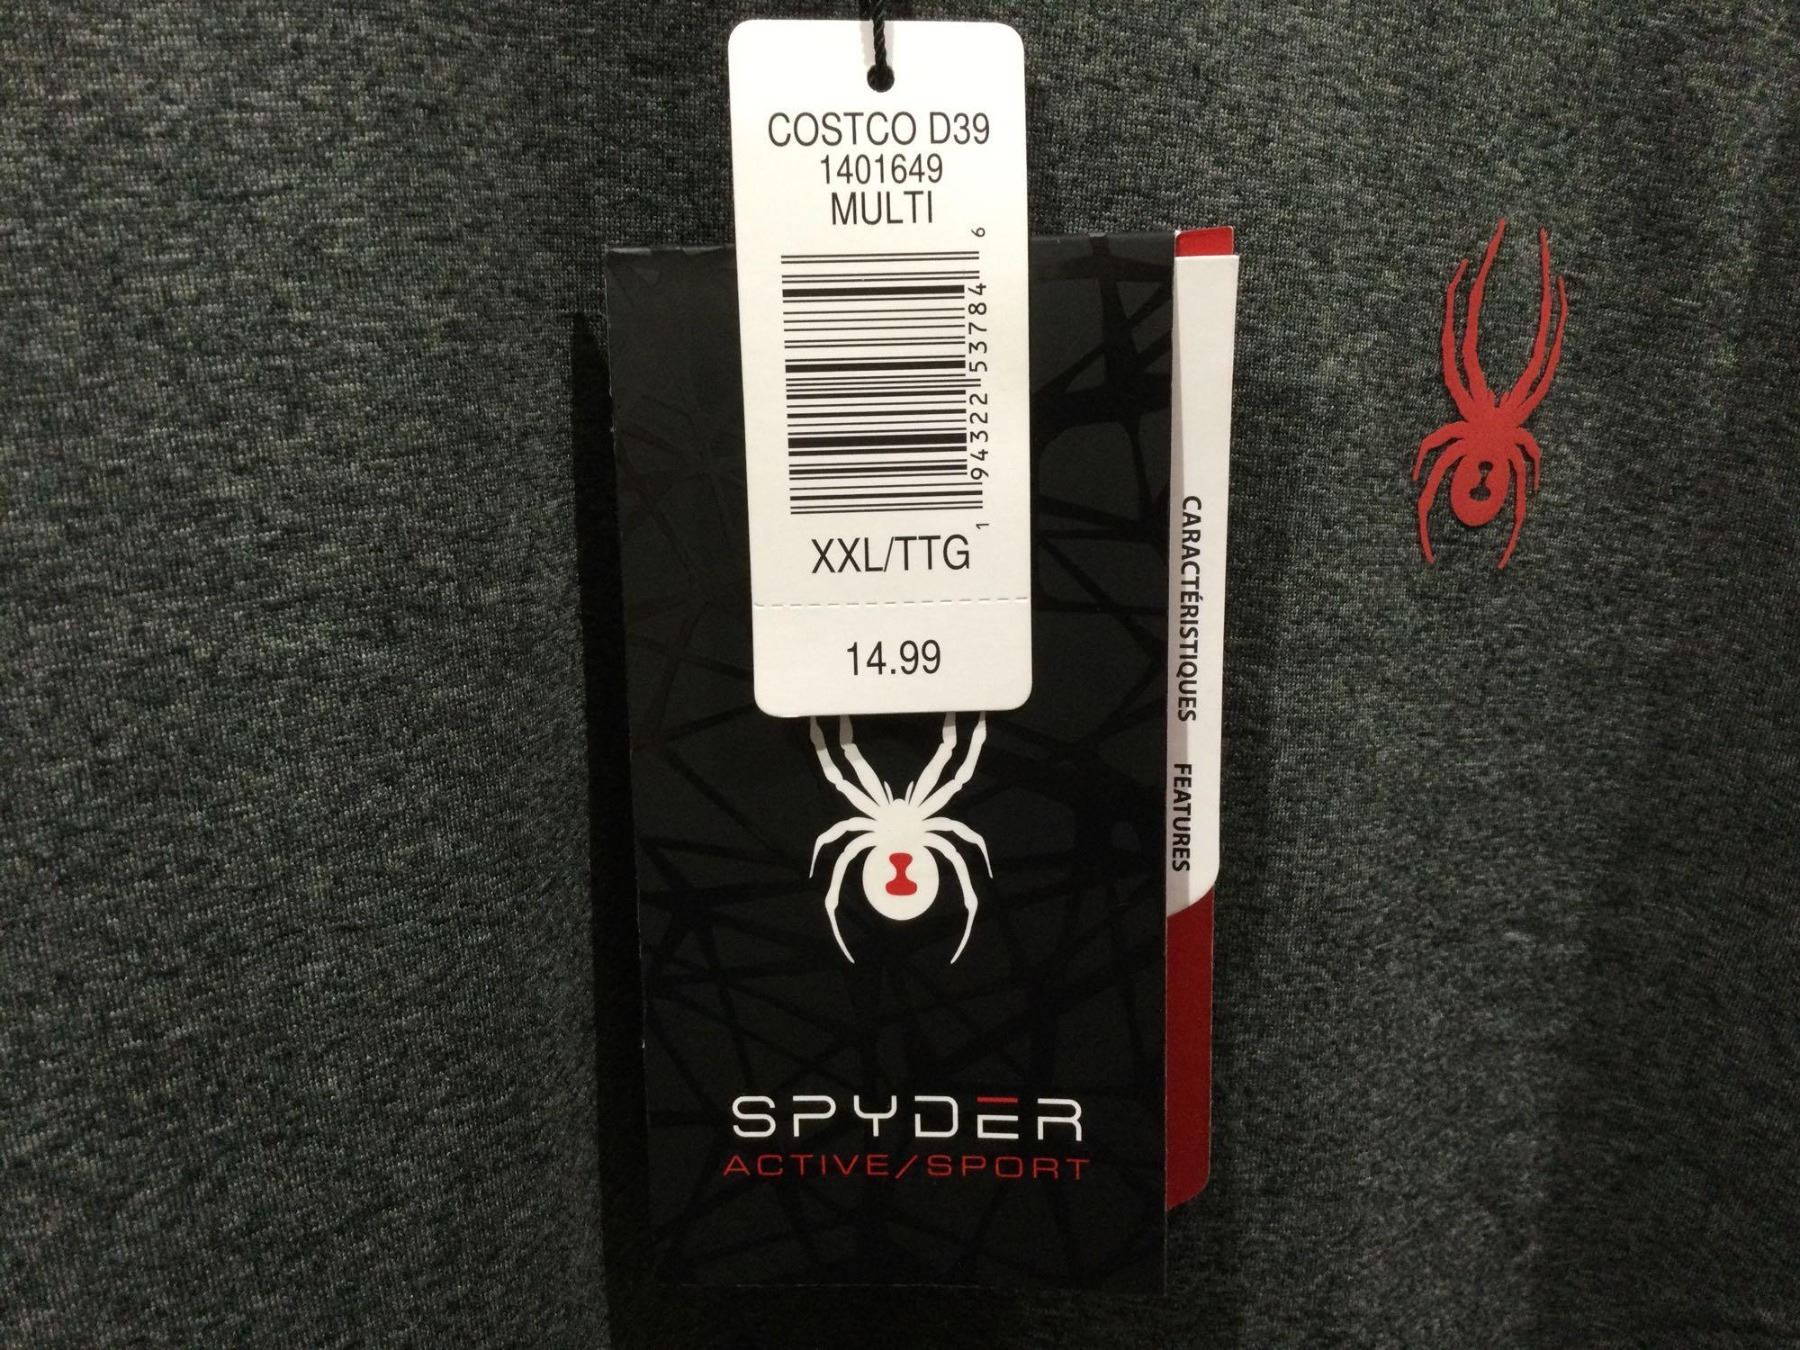 COSTCO D39
1401649
MULTI
1 94322 53784 6
XXL/TTG
14.99
CARACTÉRISTIQUES FEATURES
SPYDER
ACTIVE/SPORT